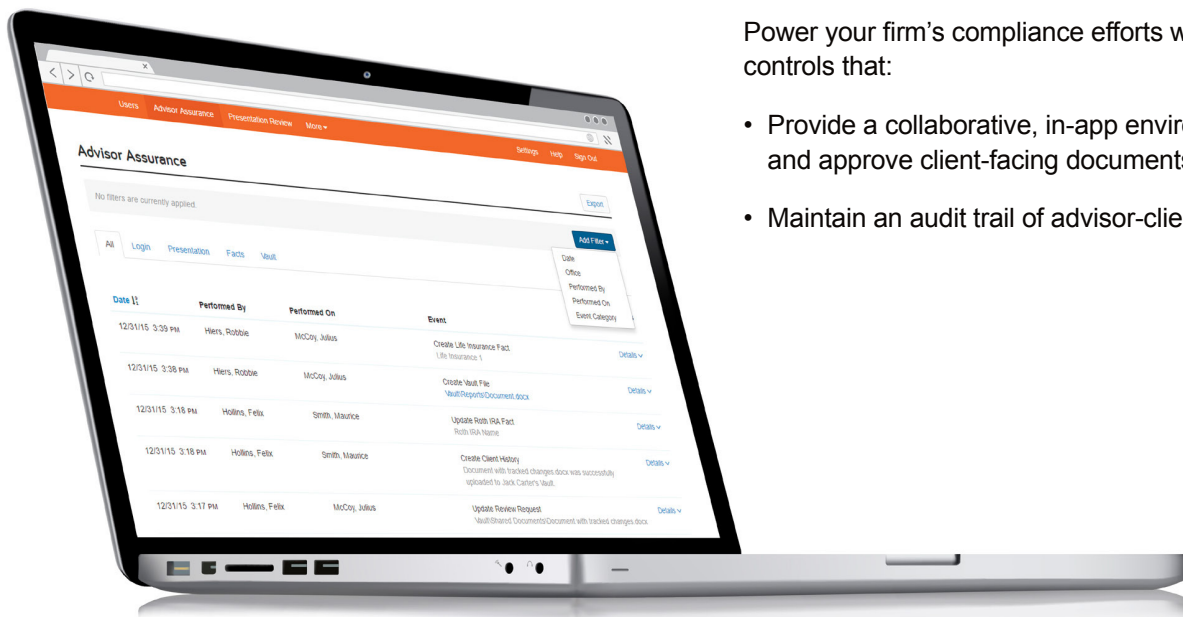 Power your firm's compliance efforts w
controls that:
• Provide a collaborative, in-app enviro
and approve client-facing documents
• Maintain an audit trail of advisor-clie
Users Advisor Assurance Presentation Review More
Settings Help Sign Out
Advisor Assurance
Export
No filters are currently applied.
Add Filter
All Login Presentation Facts Vault
Date
Office
Performed By
Performed On
Event Category
Date Performed By Performed On Event
12/31/15 3:39 PM Hiers, Robbie McCoy, Julius Create Life Insurance Fact Details
Life Insurance 1
12/31/15 3:38 PM Hiers, Robbie McCoy, Julius Create Vault File Details
Vault\Reports\Document.docx
12/31/15 3:18 PM Hollins, Felix Smith, Maurice Update Roth IRA Fact Details
Roth IRA Name
12/31/15 3:18 PM Hollins, Felix Smith, Maurice Create Client History Details
Document with tracked changes.docx was successfully
uploaded to Jack Carter's Vault.
12/31/15 3:17 PM Hollins, Felix McCoy, Julius Update Review Request Details
Vault\Shared Documents\Document with tracked changes.docx